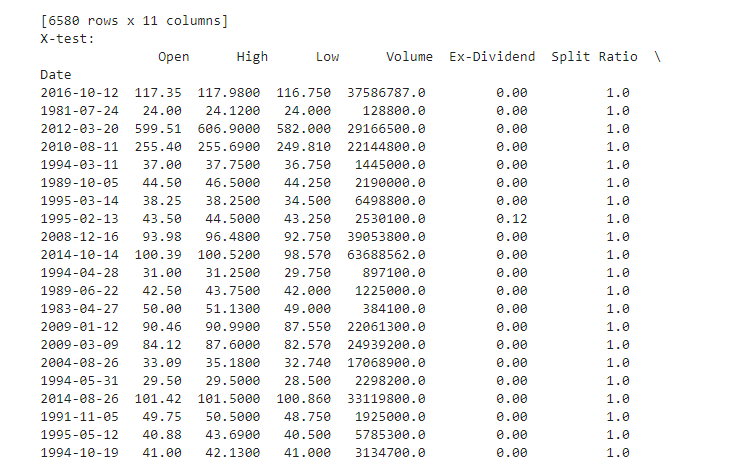 [6580 rows x 11 columns]
X-test:
Open High Low Volume Ex-Dividend Split Ratio \
Date
2016-10-12 117.35 117.9800 116.750 37586787.0 0.00 1.0
1981-07-24 24.00 24.1200 24.000 128800.0 0.00 1.0
2012-03-20 599.51 606.9000 582.000 29166500.0 0.00 1.0
2010-08-11 255.40 255.6900 249.810 22144800.0 0.00 1.0
1994-03-11 37.00 37.7500 36.750 1445000.0 0.00 1.0
1989-10-05 44.50 46.5000 44.250 2190000.0 0.00 1.0
1995-03-14 38.25 38.2500 34.500 6498800.0 0.00 1.0
1995-02-13 43.50 44.5000 43.250 2530100.0 0.12 1.0
2008-12-16 93.98 96.4800 92.750 39053800.0 0.00 1.0
2014-10-14 100.39 100.5200 98.570 63688562.0 0.00 1.0
1994-04-28 31.00 31.2500 29.750 897100.0 0.00 1.0
1989-06-22 42.50 43.7500 42.000 1225000.0 0.00 1.0
1983-04-27 50.00 51.1300 49.000 384100.0 0.00 1.0
2009-01-12 90.46 90.9900 87.550 22061300.0 0.00 1.0
2009-03-09 84.12 87.6000 82.570 24939200.0 0.00 1.0
2004-08-26 33.09 35.1800 32.740 17068900.0 0.00 1.0
1994-05-31 29.50 29.5000 28.500 2298200.0 0.00 1.0
2014-08-26 101.42 101.5000 100.860 33119800.0 0.00 1.0
1991-11-05 49.75 50.5000 48.750 1925000.0 0.00 1.0
1995-05-12 40.88 43.6900 40.500 5785300.0 0.00 1.0
1994-10-19 41.00 42.1300 41.000 3134700.0 0.00 1.0